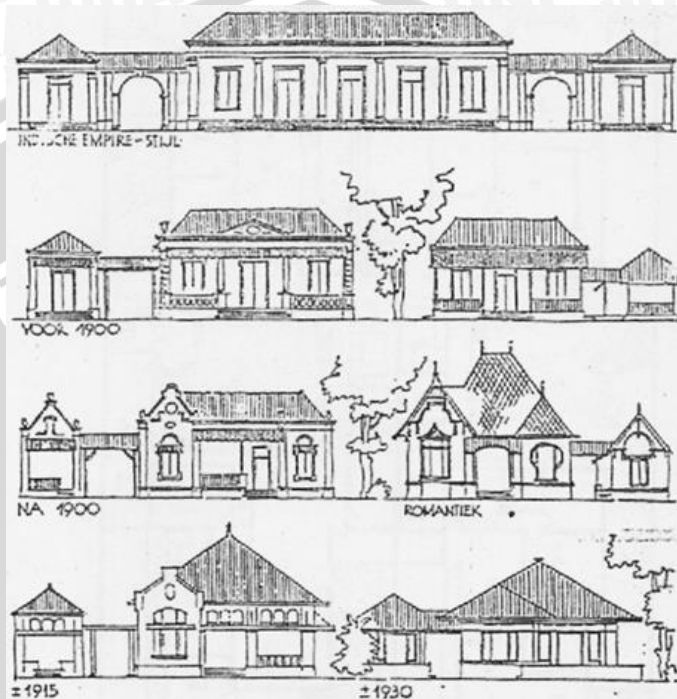 INDISCHE EMPIRE-STIJL
VOOR 1900
NA 1900
ROMANTIEK
±1915
±1930